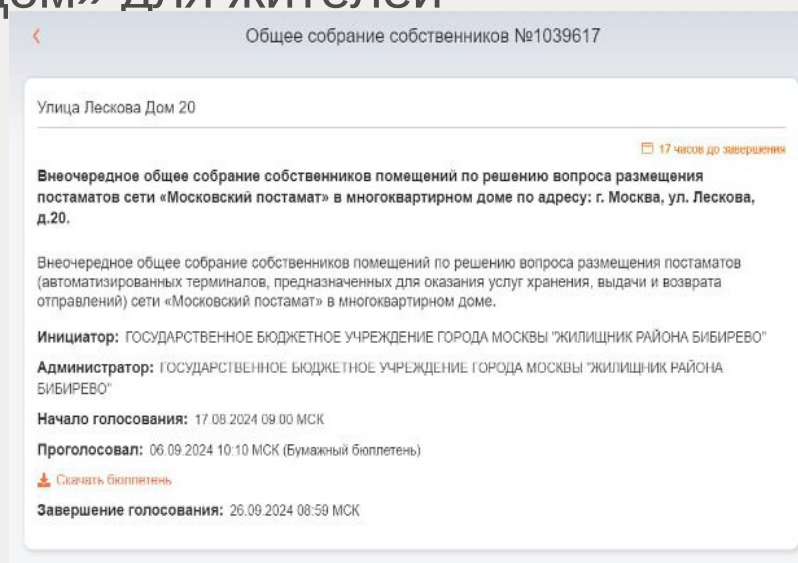 дом» для жителей
Общее собрание собственников №1039617
Улица Лескова Дом 20
17 часов до завершения
Внеочередное общее собрание собственников помещений по решению вопроса размещения
постаматов сети «Московский постамат» в многоквартирном доме по адресу: г. Москва, ул. Лескова,
д.20.
Внеочередное общее собрание собственников помещений по решению вопроса размещения постаматов
(автоматизированных терминалов, предназначенных для оказания услуг хранения, выдачи и возврата
отправлений) сети «Московский постамат» в многоквартирном доме.
Инициатор: ГОСУДАРСТВЕННОЕ БЮДЖЕТНОЕ УЧРЕЖДЕНИЕ ГОРОДА МОСКВЫ "ЖИЛИЩНИК РАЙОНА БИБИРЕВО"
Администратор: ГОСУДАРСТВЕННОЕ БЮДЖЕТНОЕ УЧРЕЖДЕНИЕ ГОРОДА МОСКВЫ "ЖИЛИЩНИК РАЙОНА
БИБИРЕВО"
Начало голосования: 17.08.2024 09:00 МСК
Проголосовал: 06.09.2024 10:10 МСК (Бумажный бюллетень)
Скачать бюллетень
Завершение голосования: 26.09.2024 08:59 МСК